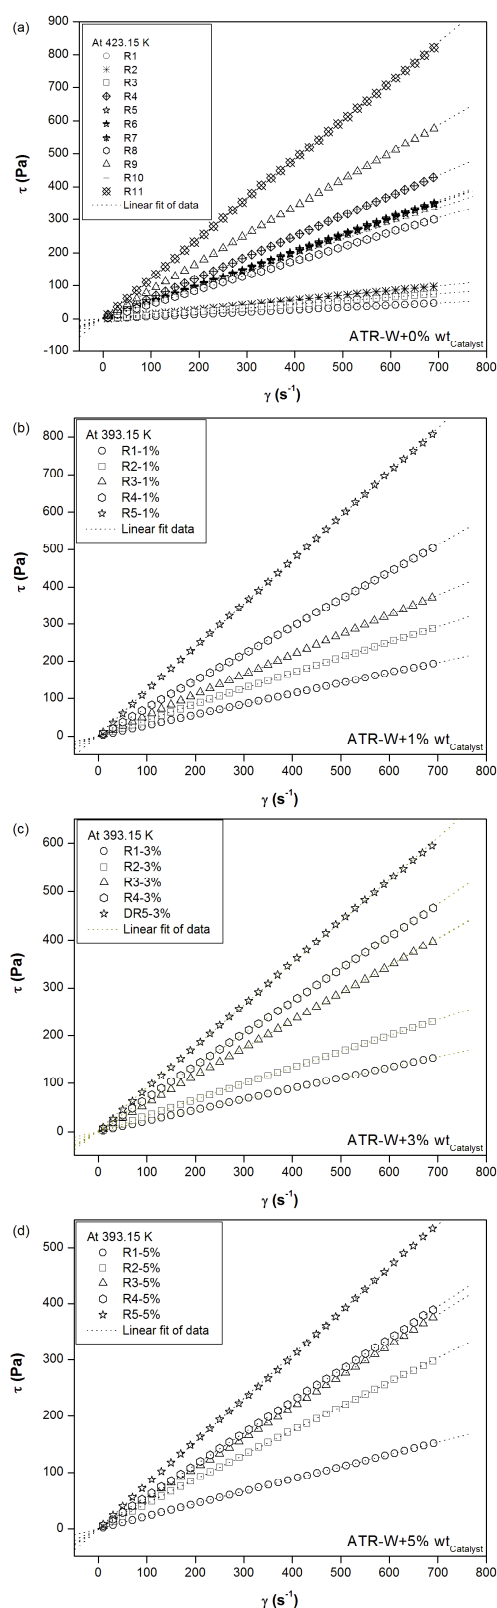 (a)
900
800
700
600
500
400
300
200
100
0
-100
τ (Pa)
At 423.15 K
R1
R2
R3
R4
R5
R6
R7
R8
R9
R10
R11
Linear fit of data
ATR-W+0% wtCatalyst
0 100 200 300 400 500 600 700 800
γ (s-1)
(b)
800
700
600
500
400
300
200
100
0
τ (Pa)
At 393.15 K
R1-1%
R2-1%
R3-1%
R4-1%
R5-1%
Linear fit data
ATR-W+1% wtCatalyst
0 100 200 300 400 500 600 700 800
γ (s-1)
(c)
600
500
400
300
200
100
0
τ (Pa)
At 393.15 K
R1-3%
R2-3%
R3-3%
R4-3%
DR5-3%
Linear fit of data
ATR-W+3% wtCatalyst
0 100 200 300 400 500 600 700 800
γ (s-1)
(d)
500
400
300
200
100
0
τ (Pa)
At 393.15 K
R1-5%
R2-5%
R3-5%
R4-5%
R5-5%
Linear fit of data
ATR-W+5% wtCatalyst
0 100 200 300 400 500 600 700 800
γ (s-1)